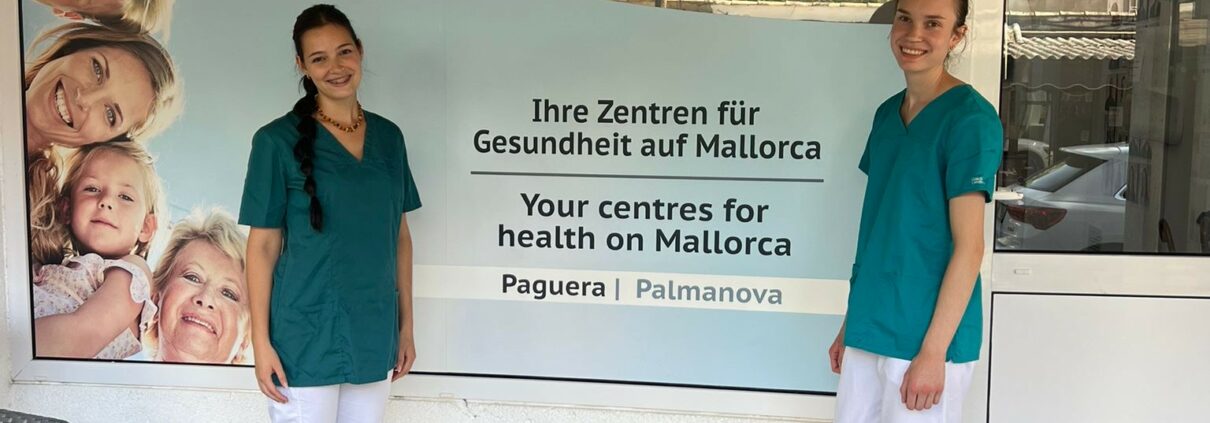 Ihre Zentren für
Gesundheit auf Mallorca
Your centres for
health on Mallorca
Paguera | Palmanova